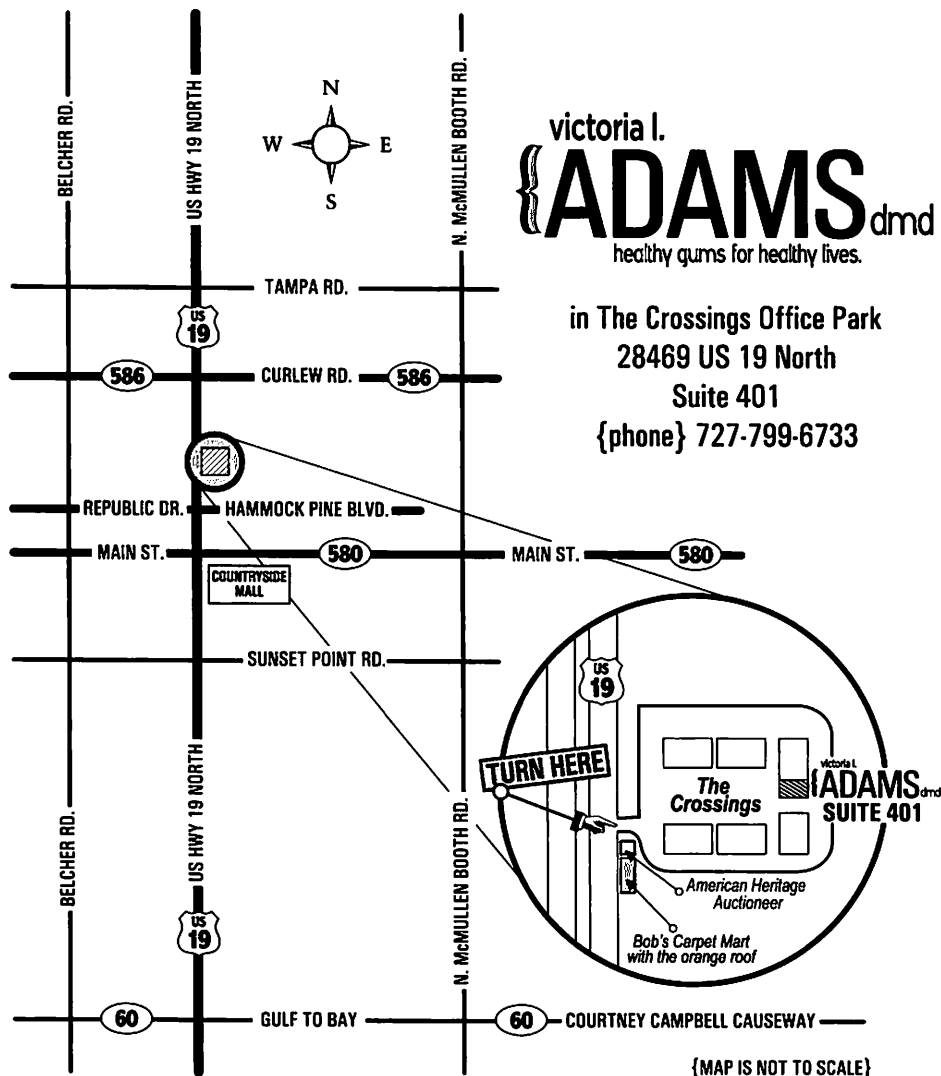 BELCHER RD.
US HWY 19 NORTH
N
W E
S
N. McMULLEN BOOTH RD.
victoria l.
{ADAMS dmd
healthy gums for healthy lives.
in The Crossings Office Park
28469 US 19 North
Suite 401
{phone} 727-799-6733
TAMPA RD.
US
19
586 CURLEW RD. 586
REPUBLIC DR. HAMMOCK PINE BLVD.
MAIN ST. 580 MAIN ST. 580
COUNTRYSIDE
MALL
SUNSET POINT RD.
US
19
TURN HERE
The
Crossings
victoria l.
{ADAMS dmd
SUITE 401
American Heritage
Auctioneer
Bob's Carpet Mart
with the orange roof
BELCHER RD.
US HWY 19 NORTH
N. McMULLEN BOOTH RD.
US
19
60 GULF TO BAY 60 COURTNEY CAMPBELL CAUSEWAY
{MAP IS NOT TO SCALE}